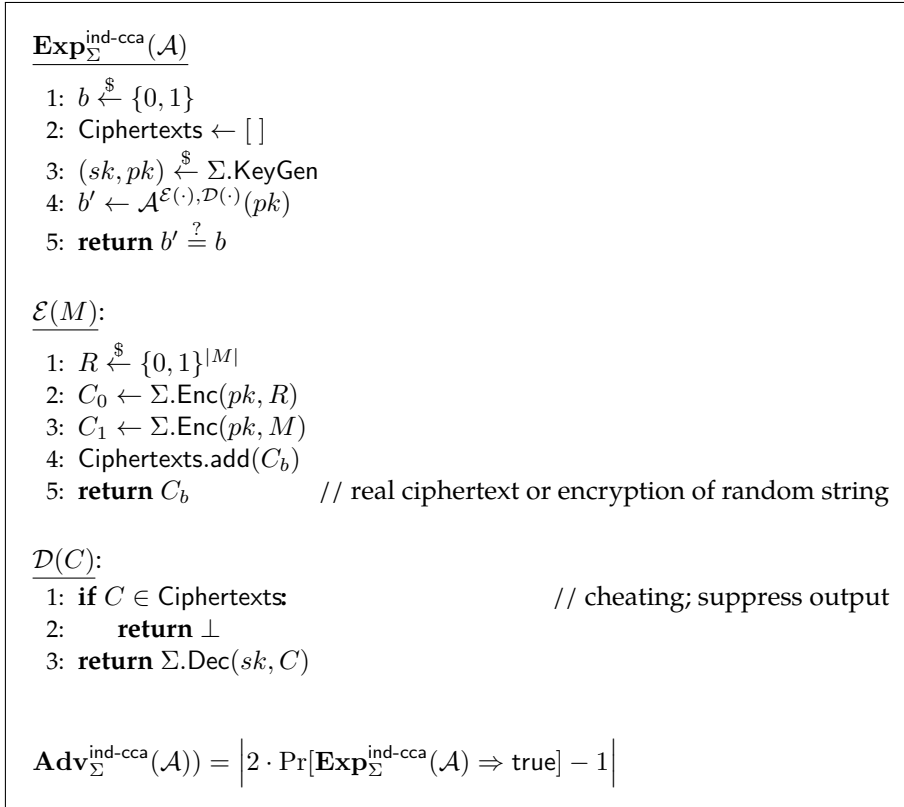 Exp_Σ^ind-cca(𝒜)
1: b ←$ {0, 1}
2: Ciphertexts ← [ ]
3: (sk, pk) ←$ Σ.KeyGen
4: b′ ← 𝒜^ℰ(·),𝒟(·)(pk)
5: return b′ ≟ b
ℰ(M):
1: R ←$ {0, 1}^|M|
2: C_0 ← Σ.Enc(pk, R)
3: C_1 ← Σ.Enc(pk, M)
4: Ciphertexts.add(C_b)
5: return C_b // real ciphertext or encryption of random string
𝒟(C):
1: if C ∈ Ciphertexts: // cheating; suppress output
2: return ⊥
3: return Σ.Dec(sk, C)
Adv_Σ^ind-cca(𝒜)) = |2 · Pr[Exp_Σ^ind-cca(𝒜) ⇒ true] − 1|